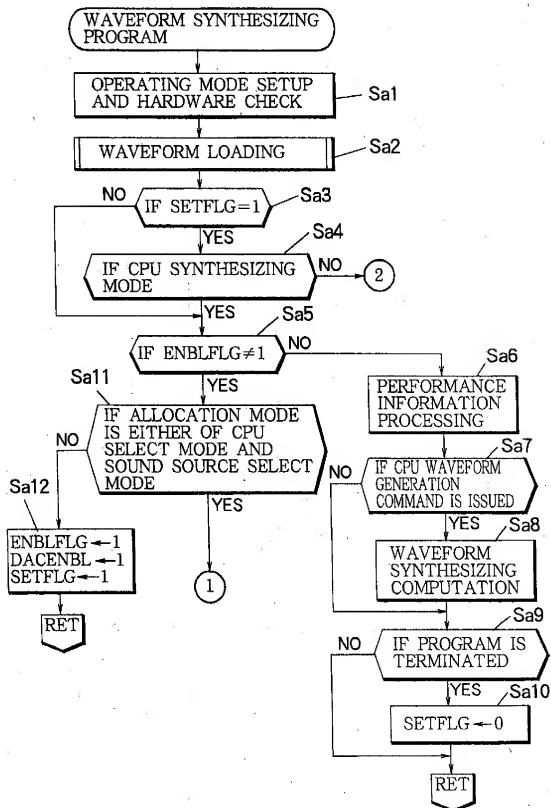 WAVEFORM SYNTHESIZING
PROGRAM
OPERATING MODE SETUP
AND HARDWARE CHECK
Sa1
WAVEFORM LOADING
Sa2
NO
IF SETFLG=1
Sa3
YES
Sa4
IF CPU SYNTHESIZING
MODE
NO
2
YES
Sa5
IF ENBLFLG≠1
NO
Sa6
PERFORMANCE
INFORMATION
PROCESSING
YES
Sa11
IF ALLOCATION MODE
IS EITHER OF CPU
SELECT MODE AND
SOUND SOURCE SELECT
MODE
NO
YES
1
Sa12
ENBLFLG←1
DACENBL←1
SETFLG←1
RET
Sa7
NO
IF CPU WAVEFORM
GENERATION
COMMAND IS ISSUED
YES
Sa8
WAVEFORM
SYNTHESIZING
COMPUTATION
Sa9
NO
IF PROGRAM IS
TERMINATED
YES
Sa10
SETFLG←0
RET